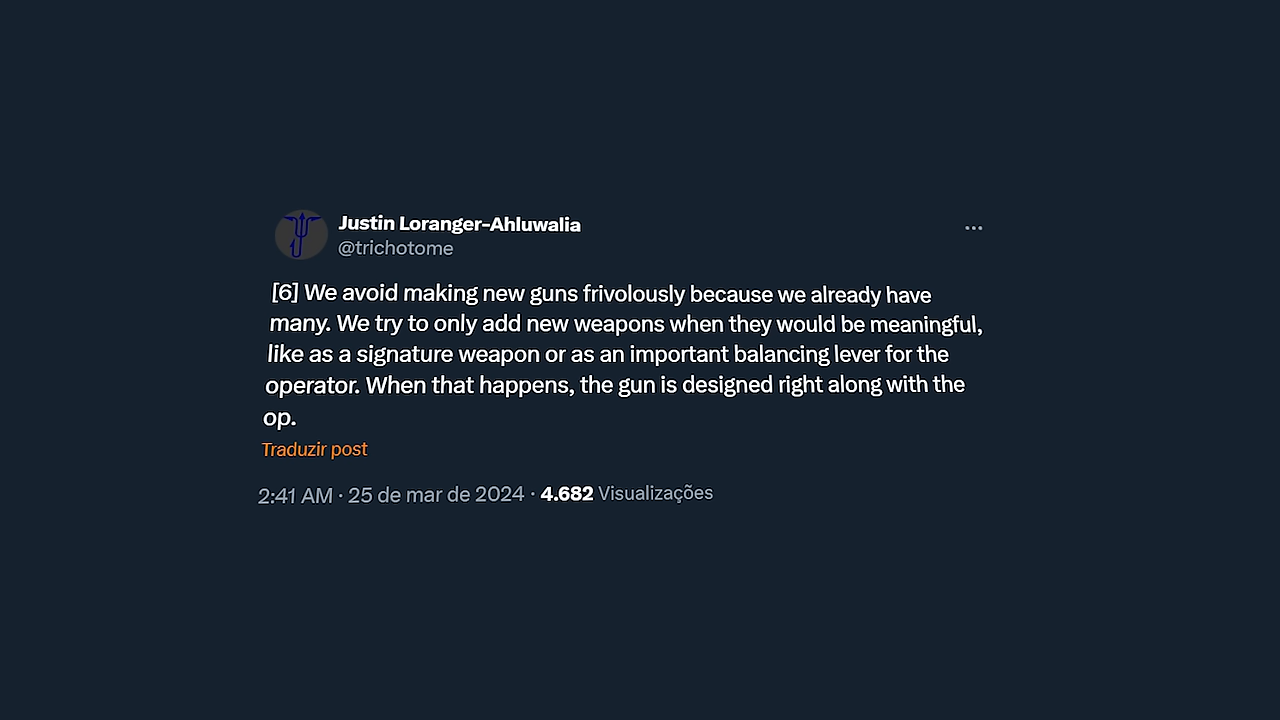 Justin Loranger-Ahluwalia
@trichotome
[6] We avoid making new guns frivolously because we already have
many. We try to only add new weapons when they would be meaningful,
like as a signature weapon or as an important balancing lever for the
operator. When that happens, the gun is designed right along with the
op.
Traduzir post
2:41 AM · 25 de mar de 2024 · 4.682 Visualizações